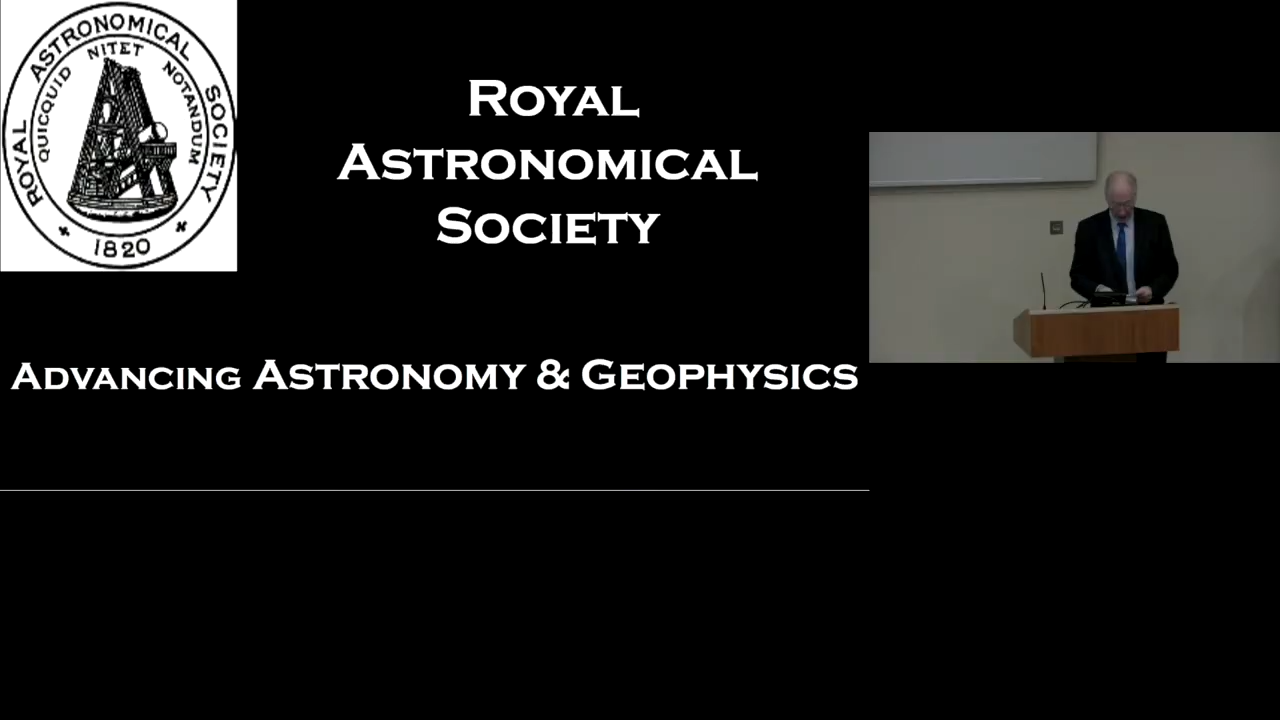 ROYAL ASTRONOMICAL SOCIETY
QUICQUID NITET NOTANDUM
1820
ROYAL
ASTRONOMICAL
SOCIETY
ADVANCING ASTRONOMY & GEOPHYSICS